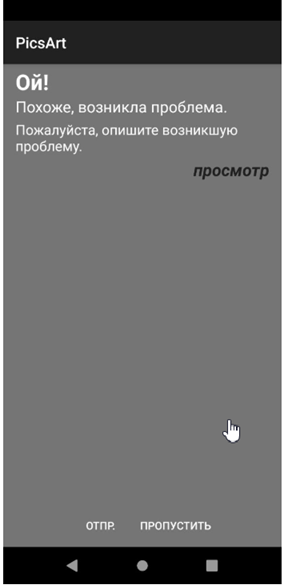 PicsArt
Ой!
Похоже, возникла проблема.
Пожалуйста, опишите возникшую
проблему.
просмотр
ОТПР. ПРОПУСТИТЬ